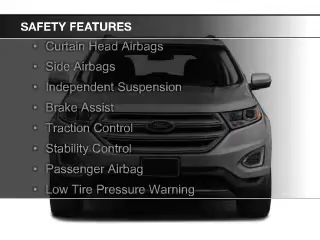 SAFETY FEATURES
• Curtain Head Airbags
• Side Airbags
• Independent Suspension
• Brake Assist
• Traction Control
• Stability Control
• Passenger Airbag
• Low Tire Pressure Warning